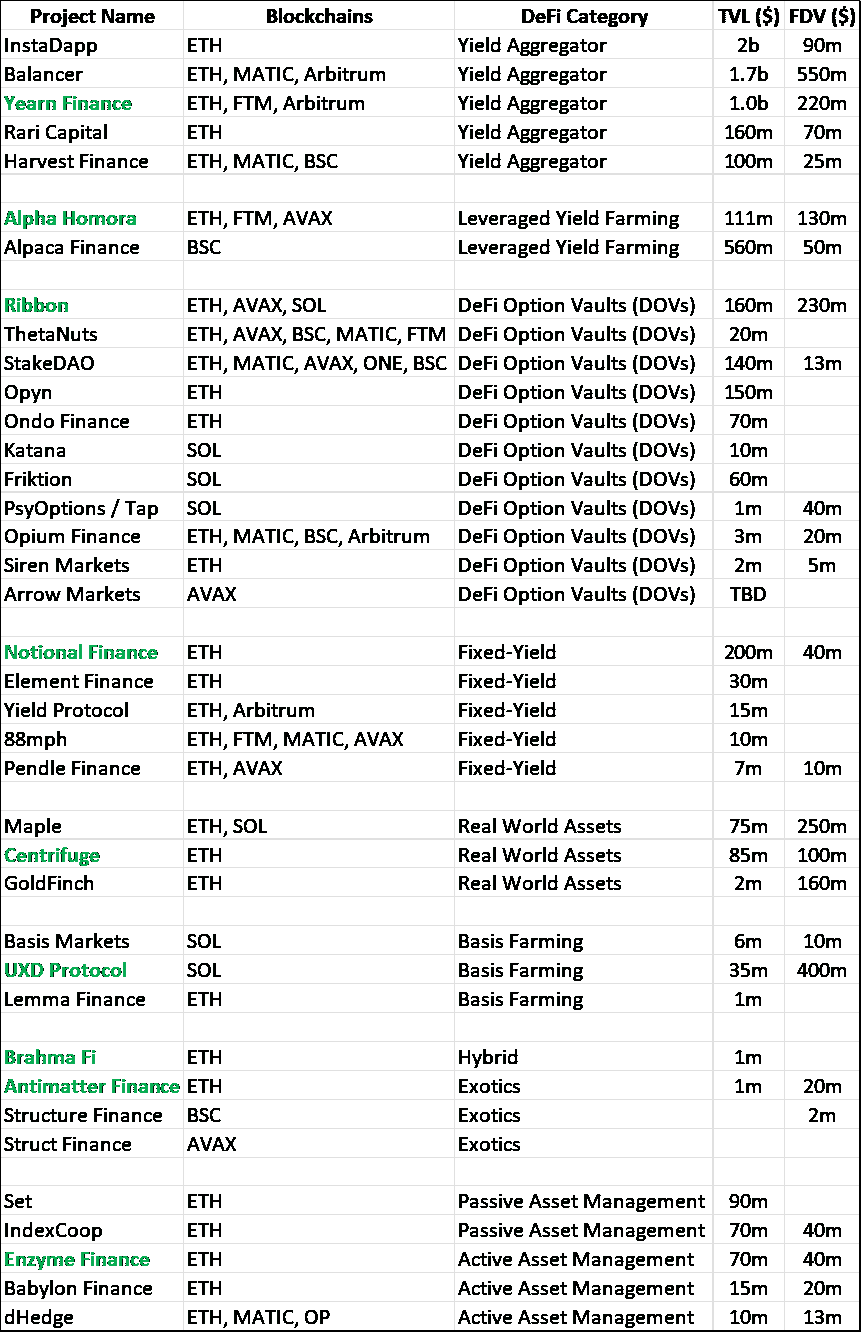 Project Name Blockchains DeFi Category TVL ($) FDV ($)
InstaDapp ETH Yield Aggregator 2b 90m
Balancer ETH, MATIC, Arbitrum Yield Aggregator 1.7b 550m
Yearn Finance ETH, FTM, Arbitrum Yield Aggregator 1.0b 220m
Rari Capital ETH Yield Aggregator 160m 70m
Harvest Finance ETH, MATIC, BSC Yield Aggregator 100m 25m
Alpha Homora ETH, FTM, AVAX Leveraged Yield Farming 111m 130m
Alpaca Finance BSC Leveraged Yield Farming 560m 50m
Ribbon ETH, AVAX, SOL DeFi Option Vaults (DOVs) 160m 230m
ThetaNuts ETH, AVAX, BSC, MATIC, FTM DeFi Option Vaults (DOVs) 20m
StakeDAO ETH, MATIC, AVAX, ONE, BSC DeFi Option Vaults (DOVs) 140m 13m
Opyn ETH DeFi Option Vaults (DOVs) 150m
Ondo Finance ETH DeFi Option Vaults (DOVs) 70m
Katana SOL DeFi Option Vaults (DOVs) 10m
Friktion SOL DeFi Option Vaults (DOVs) 60m
PsyOptions / Tap SOL DeFi Option Vaults (DOVs) 1m 40m
Opium Finance ETH, MATIC, BSC, Arbitrum DeFi Option Vaults (DOVs) 3m 20m
Siren Markets ETH DeFi Option Vaults (DOVs) 2m 5m
Arrow Markets AVAX DeFi Option Vaults (DOVs) TBD
Notional Finance ETH Fixed-Yield 200m 40m
Element Finance ETH Fixed-Yield 30m
Yield Protocol ETH, Arbitrum Fixed-Yield 15m
88mph ETH, FTM, MATIC, AVAX Fixed-Yield 10m
Pendle Finance ETH, AVAX Fixed-Yield 7m 10m
Maple ETH, SOL Real World Assets 75m 250m
Centrifuge ETH Real World Assets 85m 100m
GoldFinch ETH Real World Assets 2m 160m
Basis Markets SOL Basis Farming 6m 10m
UXD Protocol SOL Basis Farming 35m 400m
Lemma Finance ETH Basis Farming 1m
Brahma Fi ETH Hybrid 1m
Antimatter Finance ETH Exotics 1m 20m
Structure Finance BSC Exotics 2m
Struct Finance AVAX Exotics
Set ETH Passive Asset Management 90m
IndexCoop ETH Passive Asset Management 70m 40m
Enzyme Finance ETH Active Asset Management 70m 40m
Babylon Finance ETH Active Asset Management 15m 20m
dHedge ETH, MATIC, OP Active Asset Management 10m 13m